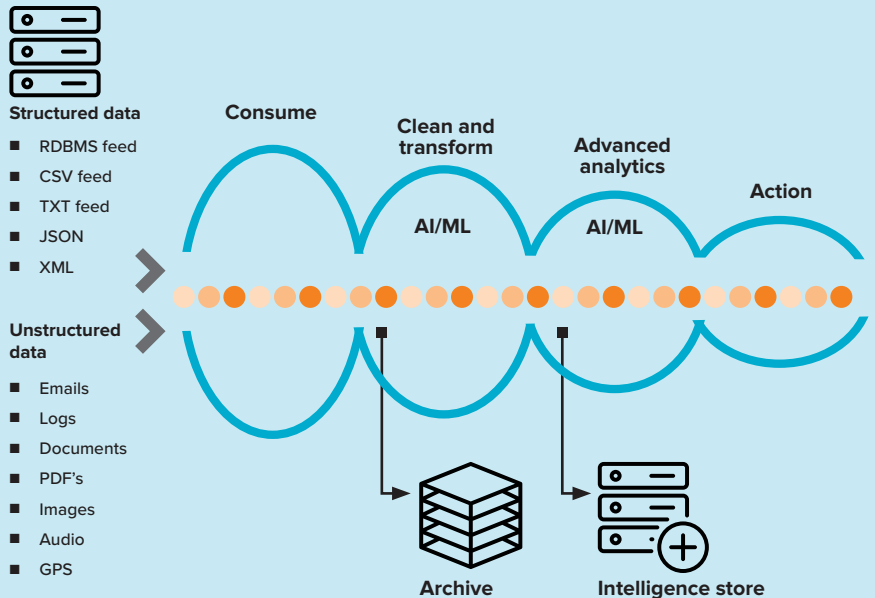 Structured data
RDBMS feed
CSV feed
TXT feed
JSON
XML
Unstructured
data
Emails
Logs
Documents
PDF's
Images
Audio
GPS
Consume
Clean and
transform
AI/ML
Advanced
analytics
AI/ML
Action
Archive
Intelligence store